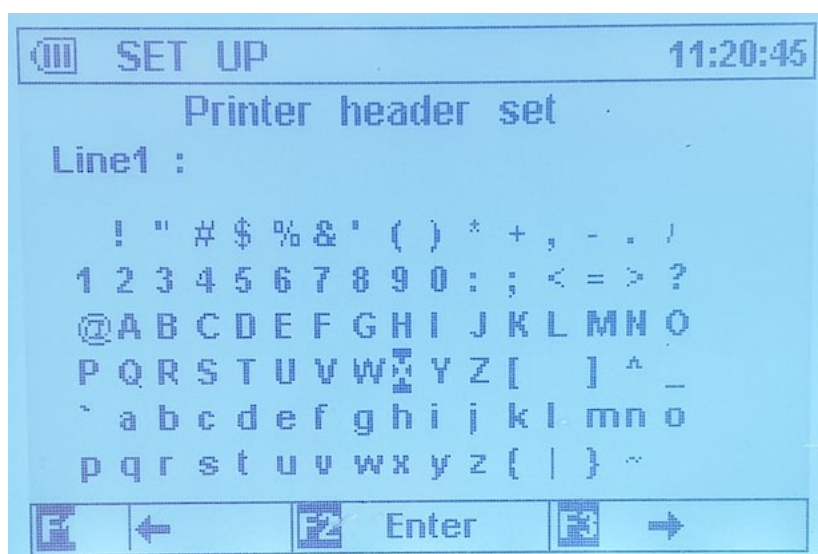 SET UP 11:20:45
Printer header set
Line1 :
! " # $ % & ' ( ) * + , - . /
1 2 3 4 5 6 7 8 9 0 : ; < = > ?
@ A B C D E F G H I J K L M N O
P Q R S T U V W X Y Z [ ] ^ _
` a b c d e f g h i j k l m n o
p q r s t u v w x y z { | } ~
F1 ← F2 Enter F3 →